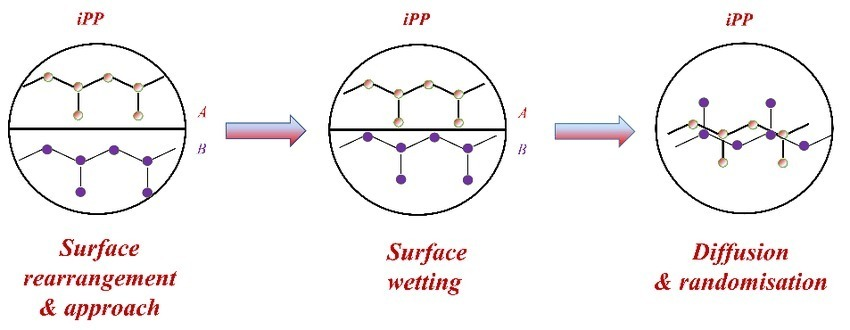 iPP
iPP
iPP
A
B
A
B
Surface
rearrangement
& approach
Surface
wetting
Diffusion
& randomisation